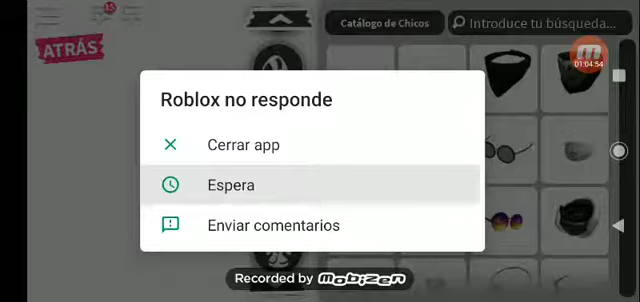 15
ATRÁS
Catálogo de Chicos
Introduce tu búsqueda...
01:04:54
Roblox no responde
Cerrar app
Espera
Enviar comentarios
Recorded by mobizen